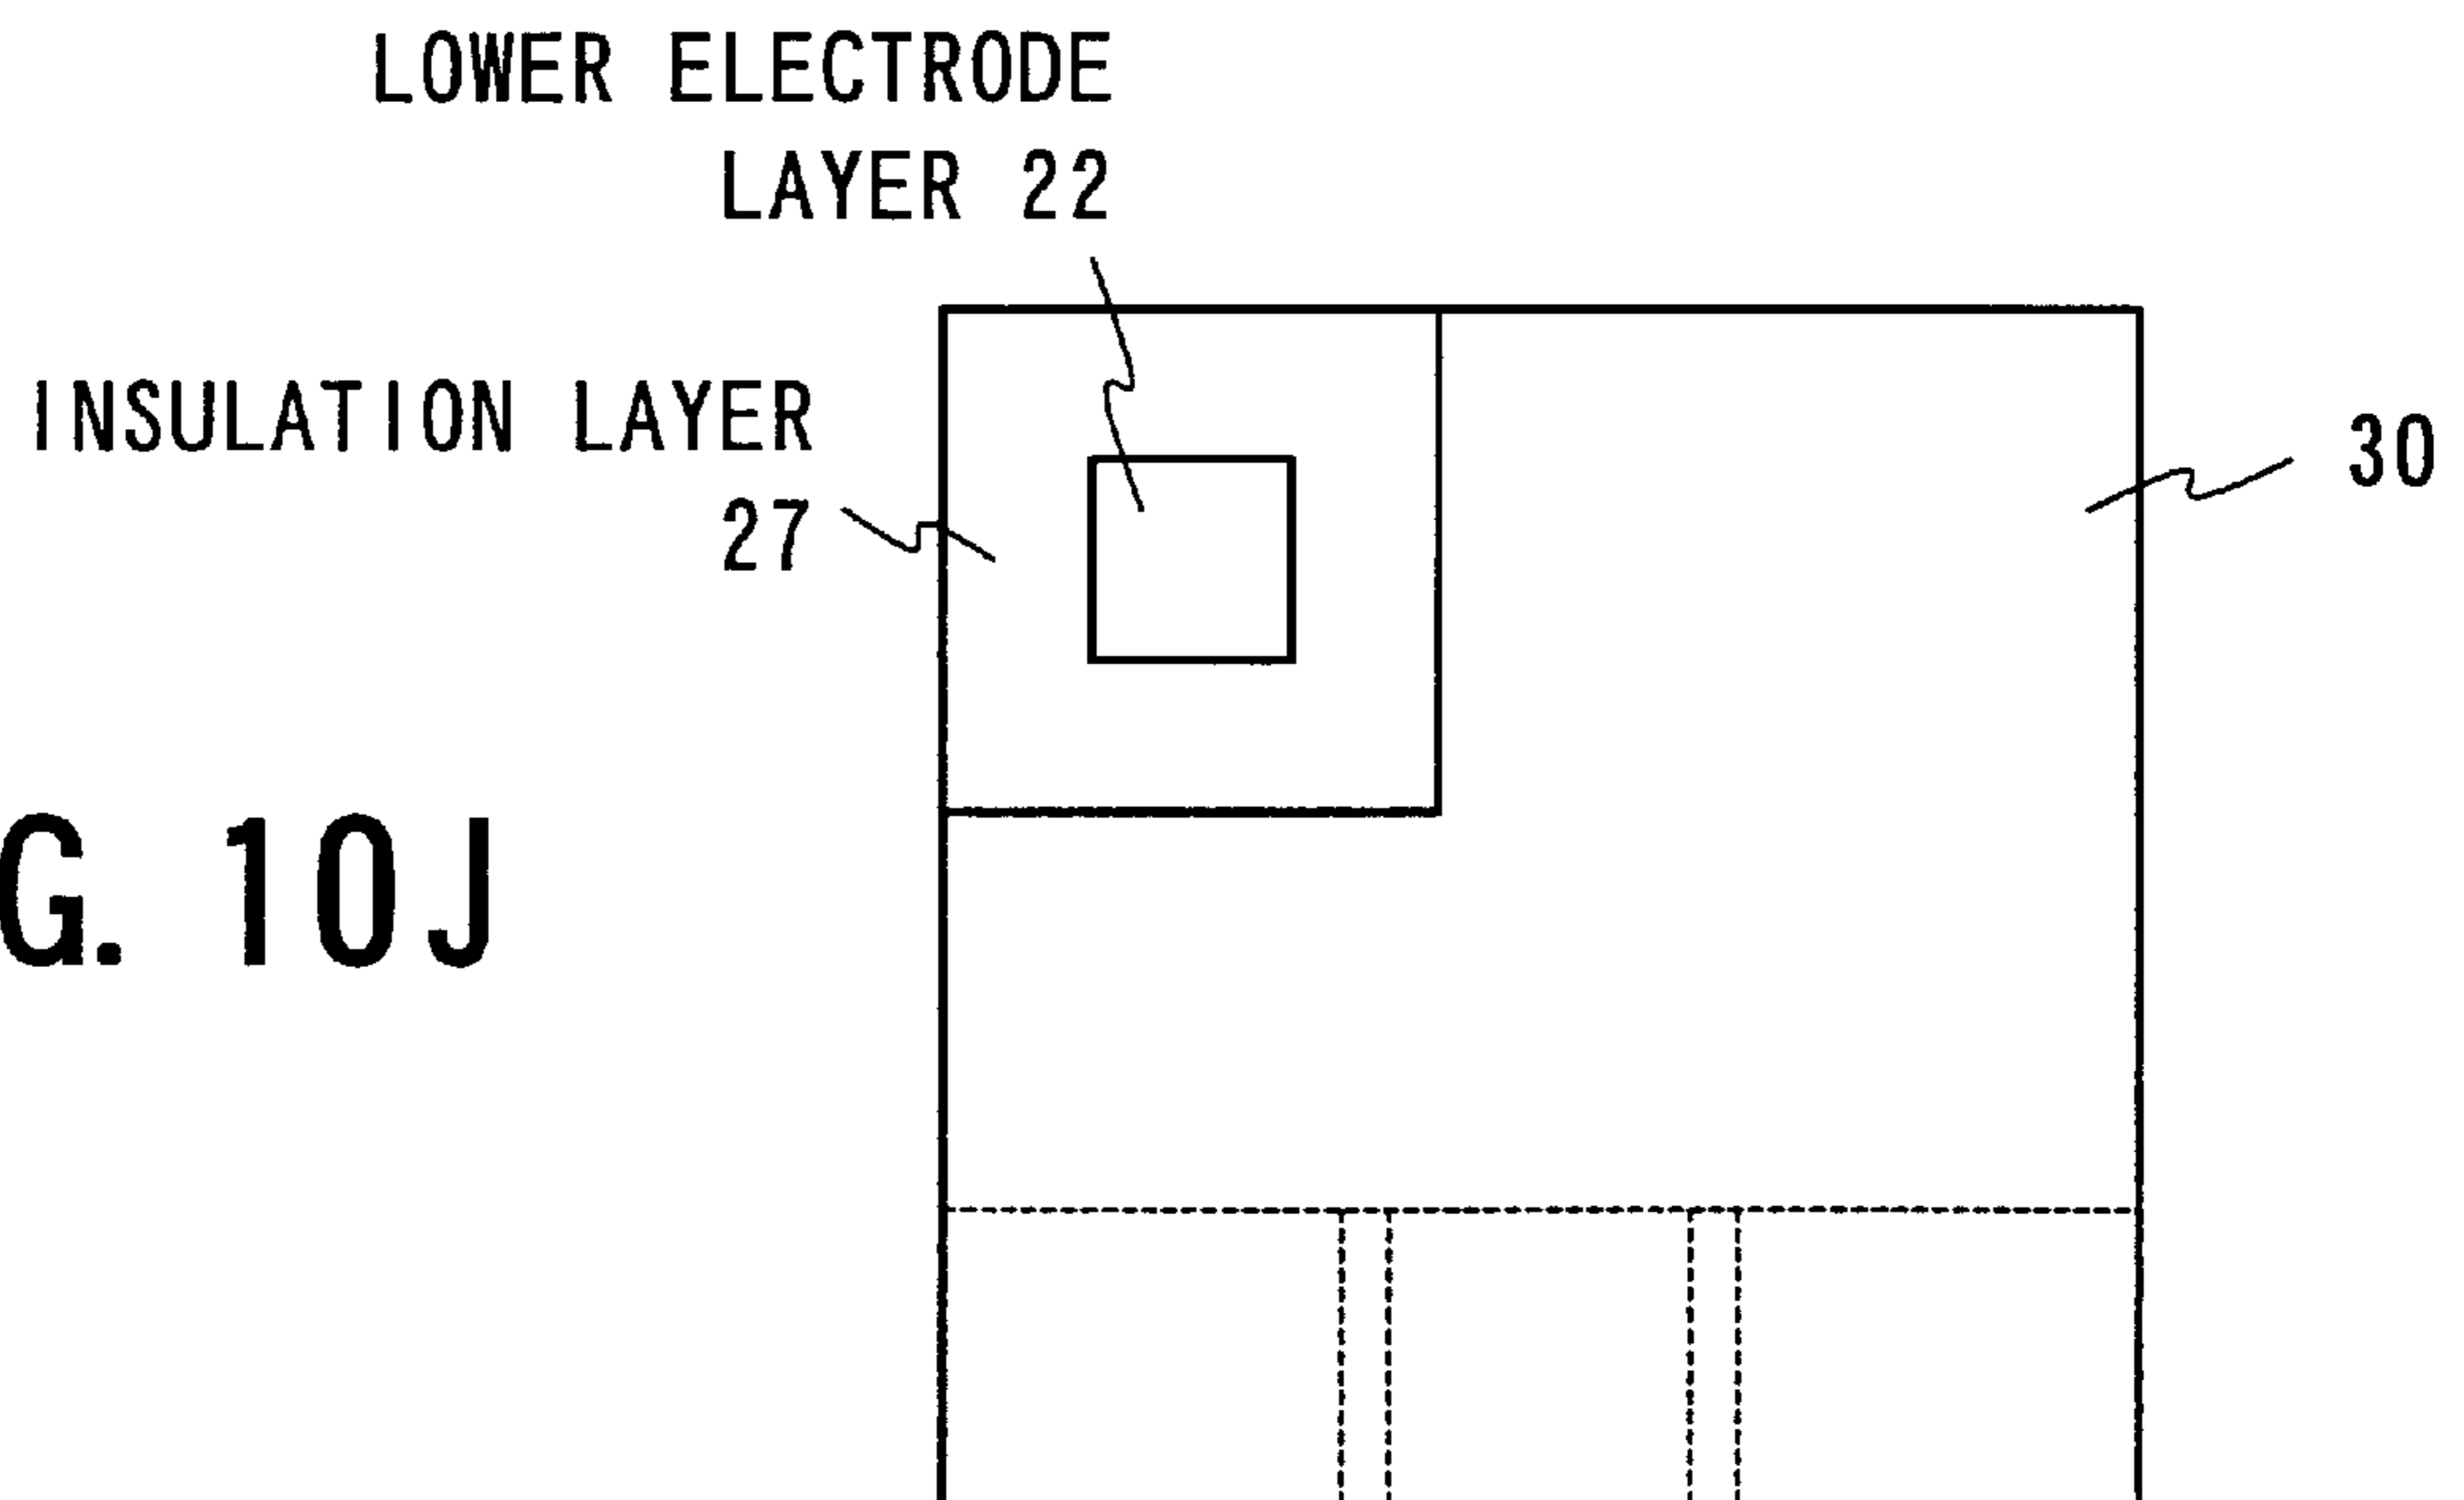 LOWER ELECTRODE
LAYER 22
INSULATION LAYER
27
30
G. 10J